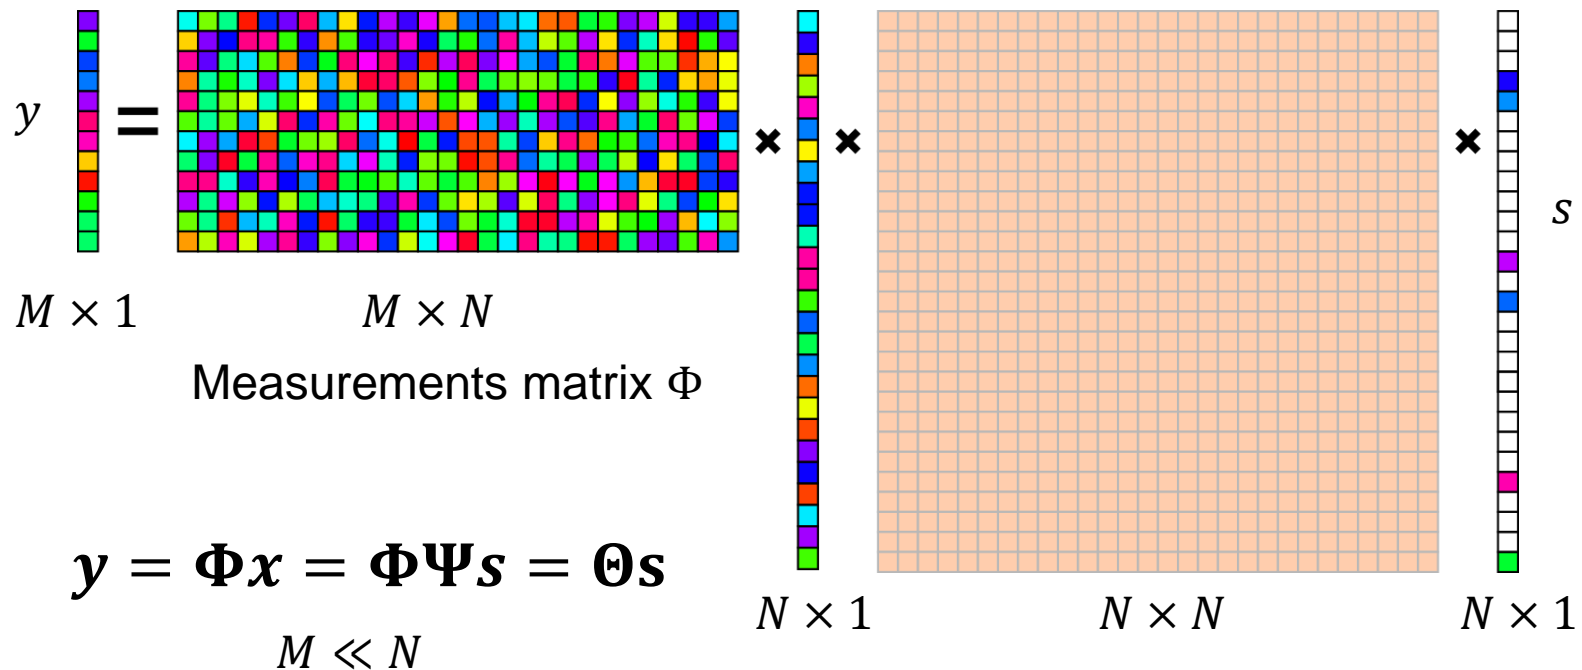 y
=
×
×
×
s
M × 1
M × N
Measurements matrix Φ
y = Φx = ΦΨs = Θs
M ≪ N
N × 1
N × N
N × 1